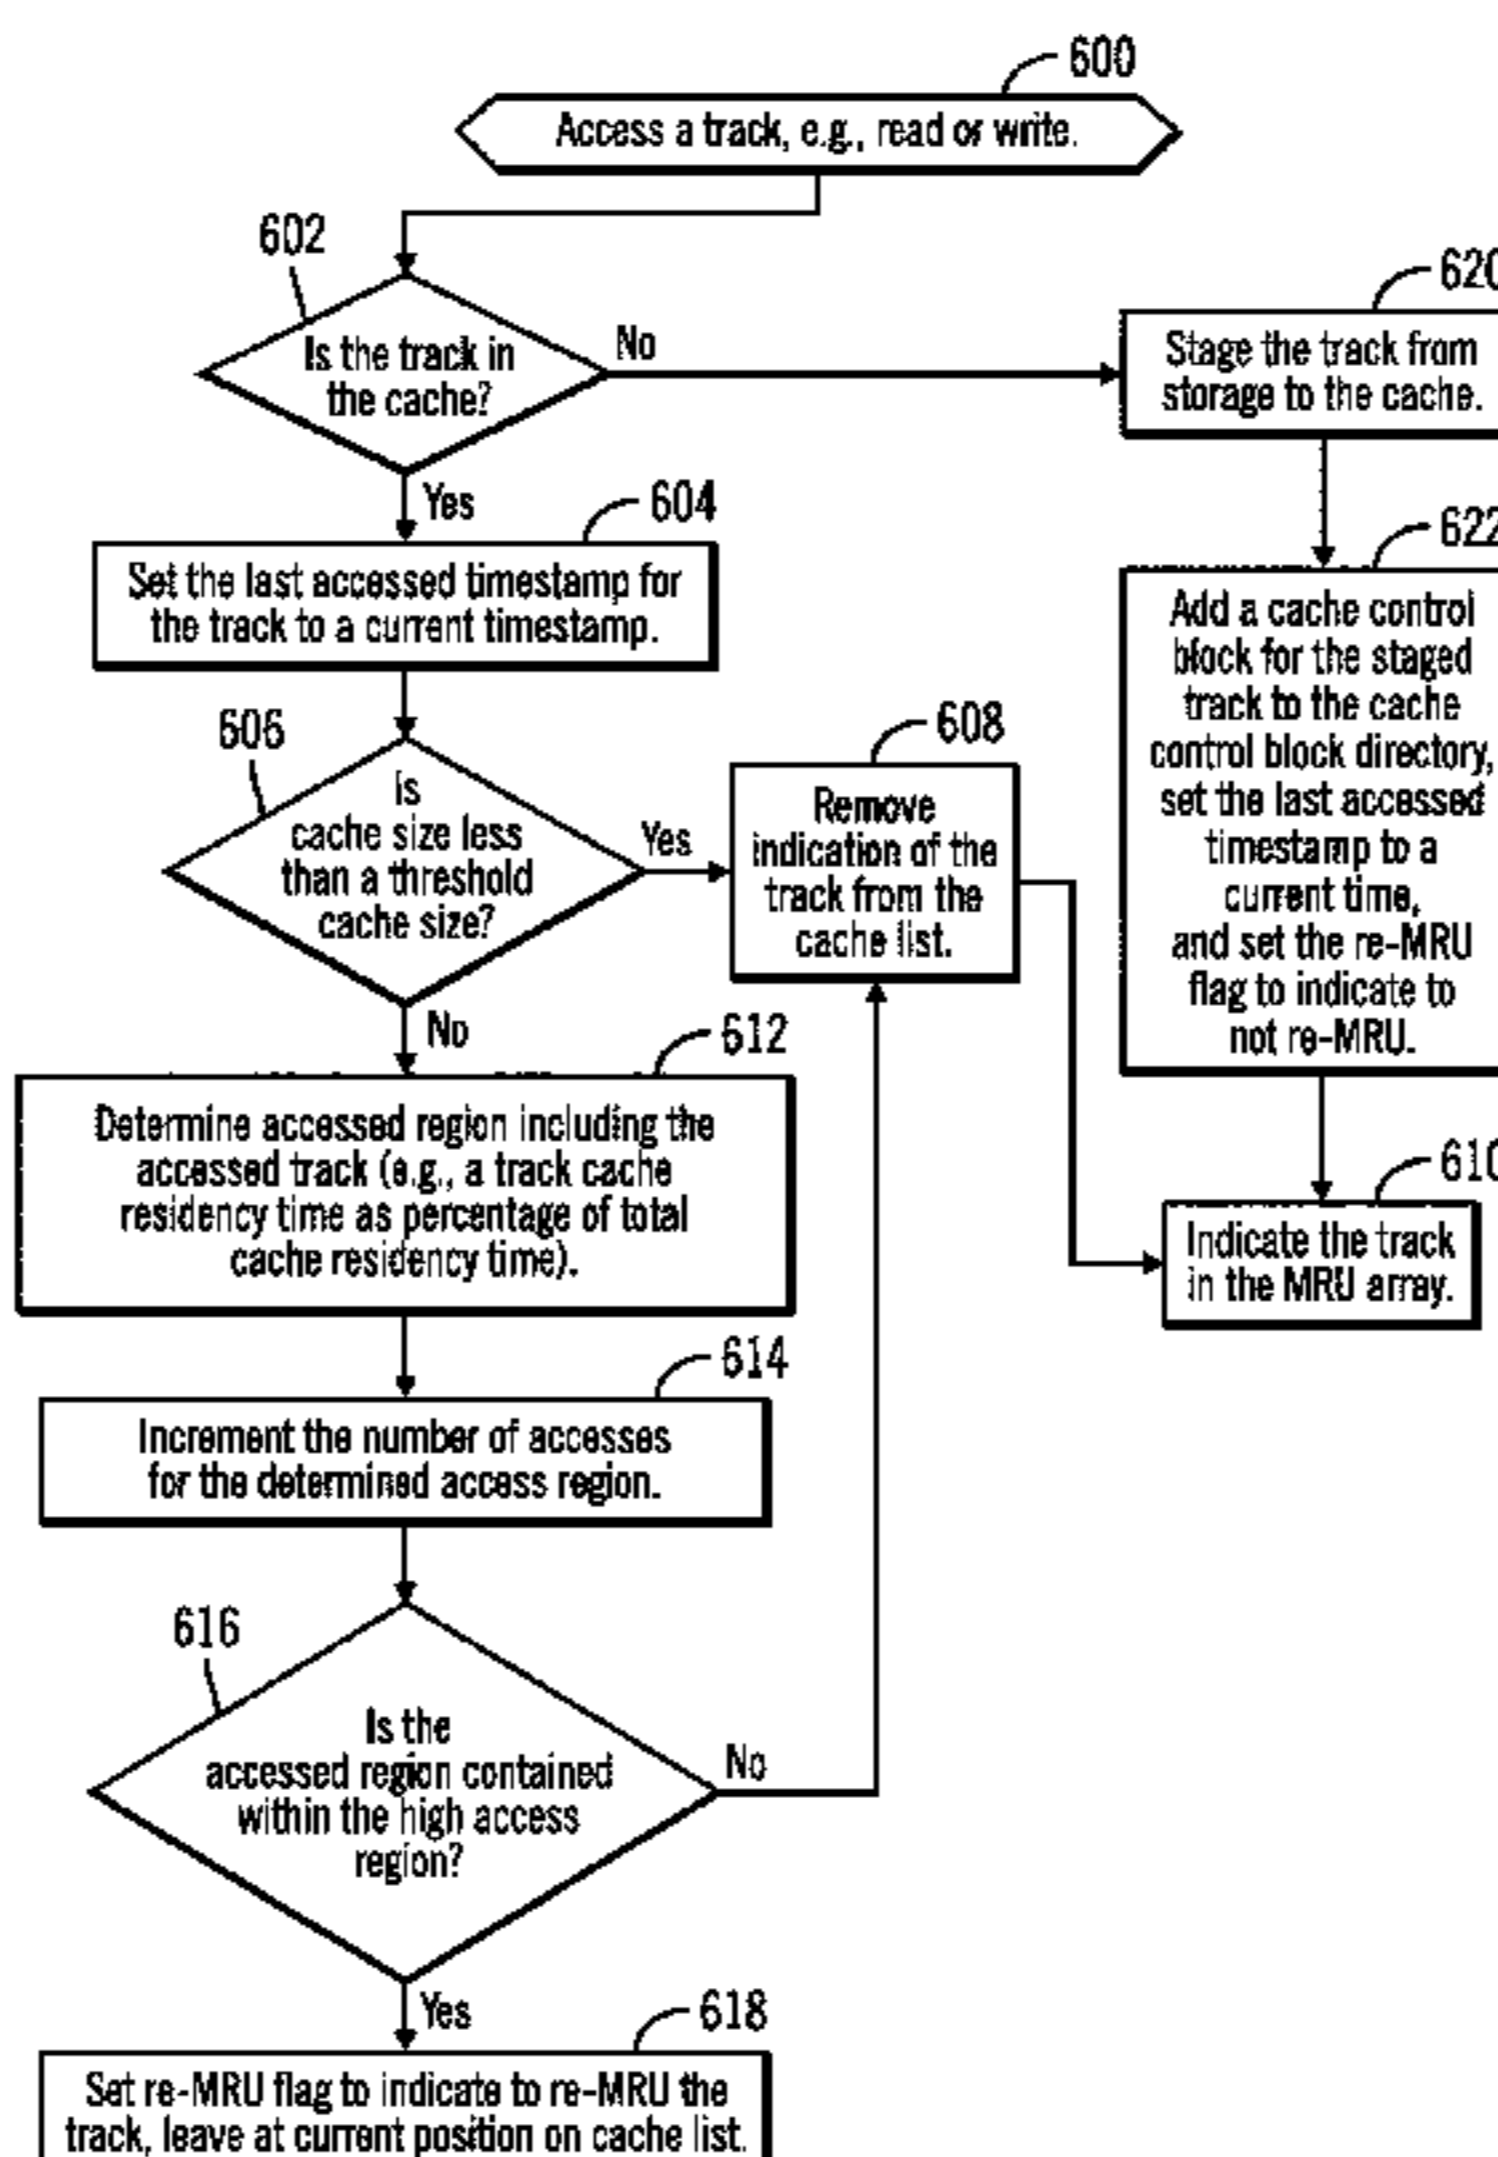 600
Access a track, e.g., read or write.
602
Is the track in
the cache?
No
Yes
620
Stage the track from
storage to the cache.
604
Set the last accessed timestamp for
the track to a current timestamp.
622
Add a cache control
block for the staged
track to the cache
control block directory,
set the last accessed
timestamp to a
current time,
and set the re-MRU
flag to indicate to
not re-MRU.
606
Is
cache size less
than a threshold
cache size?
Yes
No
608
Remove
indication of the
track from the
cache list.
610
Indicate the track
in the MRU array.
612
Determine accessed region including the
accessed track (e.g., a track cache
residency time as percentage of total
cache residency time).
614
Increment the number of accesses
for the determined access region.
616
Is the
accessed region contained
within the high access
region?
No
Yes
618
Set re-MRU flag to indicate to re-MRU the
track, leave at current position on cache list.